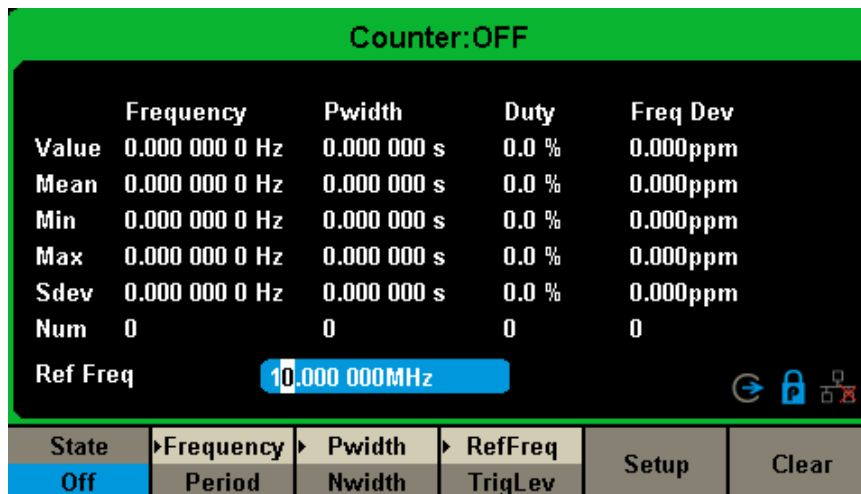 Counter:OFF
Frequency Pwidth Duty Freq Dev
Value 0.000 000 0 Hz 0.000 000 s 0.0 % 0.000ppm
Mean 0.000 000 0 Hz 0.000 000 s 0.0 % 0.000ppm
Min 0.000 000 0 Hz 0.000 000 s 0.0 % 0.000ppm
Max 0.000 000 0 Hz 0.000 000 s 0.0 % 0.000ppm
Sdev 0.000 000 0 Hz 0.000 000 s 0.0 % 0.000ppm
Num 0 0 0 0
Ref Freq 10.000 000MHz
P
State Frequency Pwidth RefFreq Setup Clear
Off Period Nwidth TrigLev